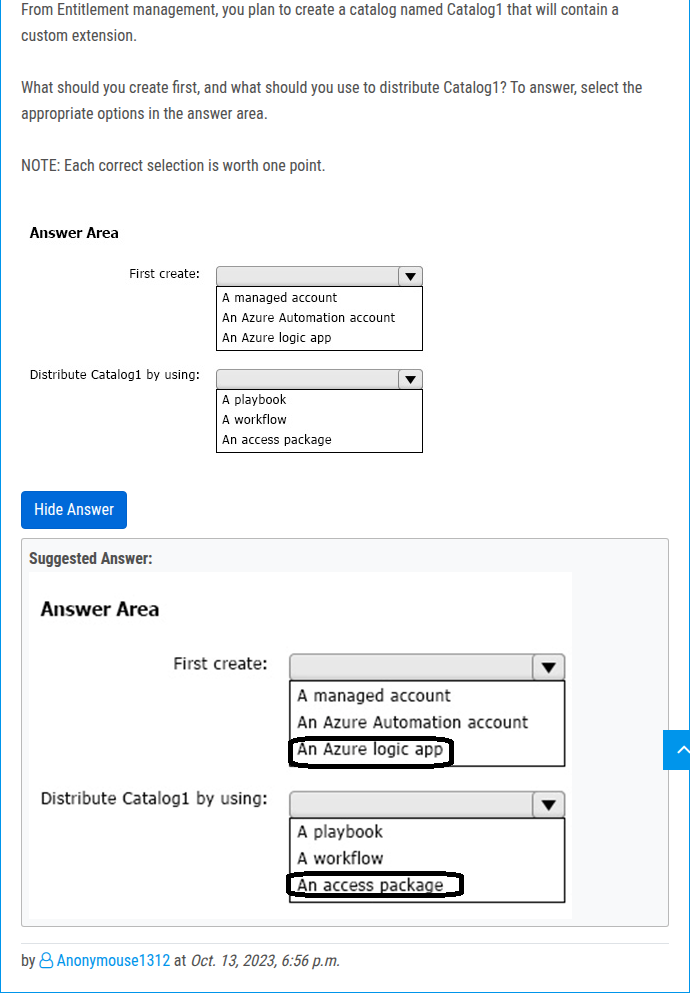 From Entitlement management, you plan to create a catalog named Catalog1 that will contain a
custom extension.
What should you create first, and what should you use to distribute Catalog1? To answer, select the
appropriate options in the answer area.
NOTE: Each correct selection is worth one point.
Answer Area
First create:
A managed account
An Azure Automation account
An Azure logic app
Distribute Catalog1 by using:
A playbook
A workflow
An access package
Hide Answer
Suggested Answer:
Answer Area
First create:
A managed account
An Azure Automation account
An Azure logic app
Distribute Catalog1 by using:
A playbook
A workflow
An access package
by Anonymouse1312 at Oct. 13, 2023, 6:56 p.m.